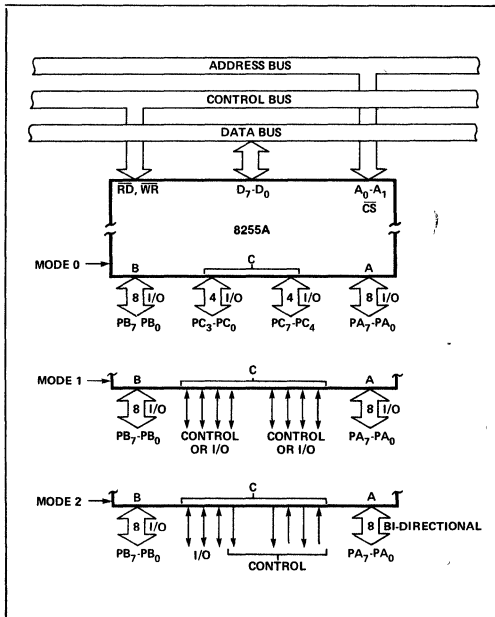 ADDRESS BUS
CONTROL BUS
DATA BUS
RD, WR
D7-D0
A0-A1
CS
8255A
MODE 0
B
C
A
8 I/O
4 I/O
4 I/O
8 I/O
PB7 PB0
PC3-PC0
PC7-PC4
PA7-PA0
MODE 1
B
C
A
8 I/O
8 I/O
PB7-PB0
CONTROL OR I/O
CONTROL OR I/O
PA7-PA0
MODE 2
B
C
A
8 I/O
8 BI-DIRECTIONAL
PB7-PB0
I/O
CONTROL
PA7-PA0